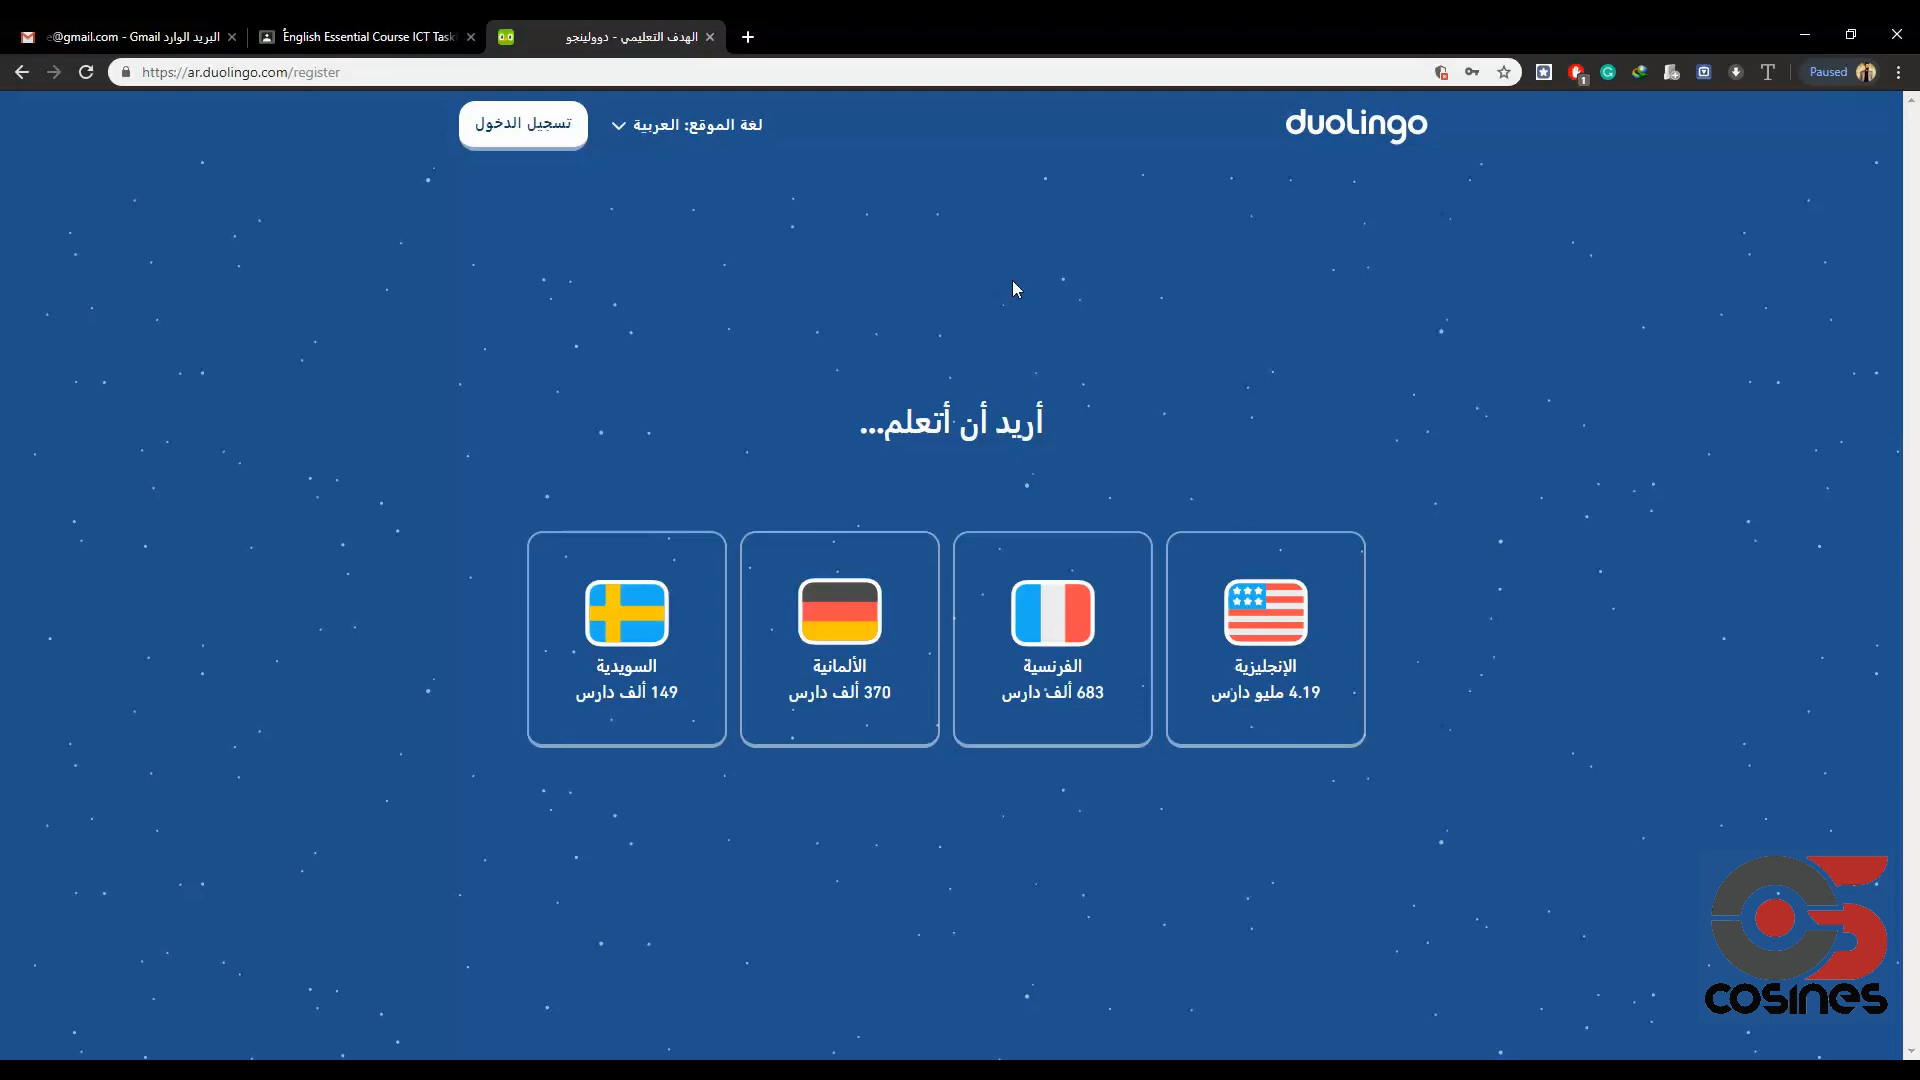 e@gmail.com - Gmail البريد الوارد
English Essential Course ICT Task
الهدف التعليمي - دوولينجو
https://ar.duolingo.com/register
1
Paused
duolingo
لغة الموقع: العربية
تسجيل الدخول
أريد أن أتعلم...
الإنجليزية
4.19 مليو دارس
الفرنسية
683 ألف دارس
الألمانية
370 ألف دارس
السويدية
149 ألف دارس
cosines